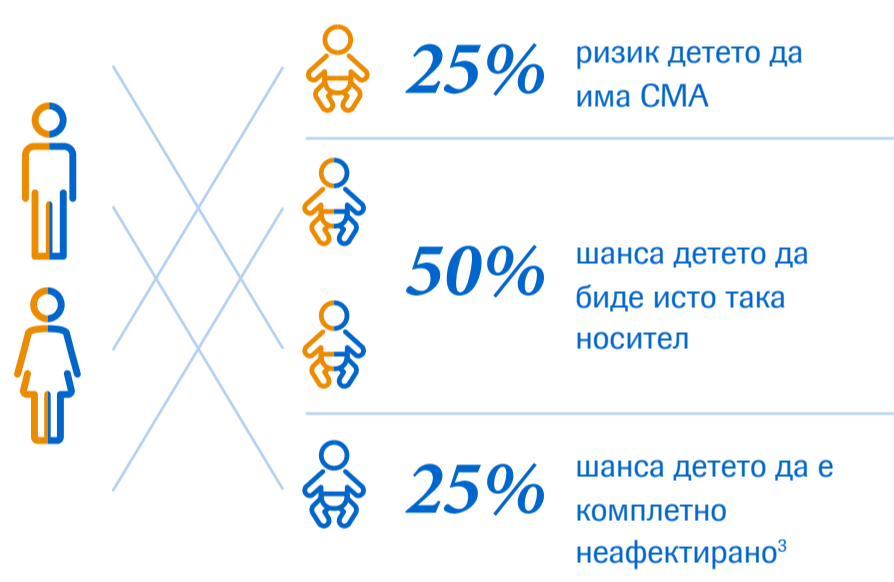 25%
ризик детето да
има СМА
50%
шанса детето да
биде исто така
носител
25%
шанса детето да е
комплетно
неафектирано³